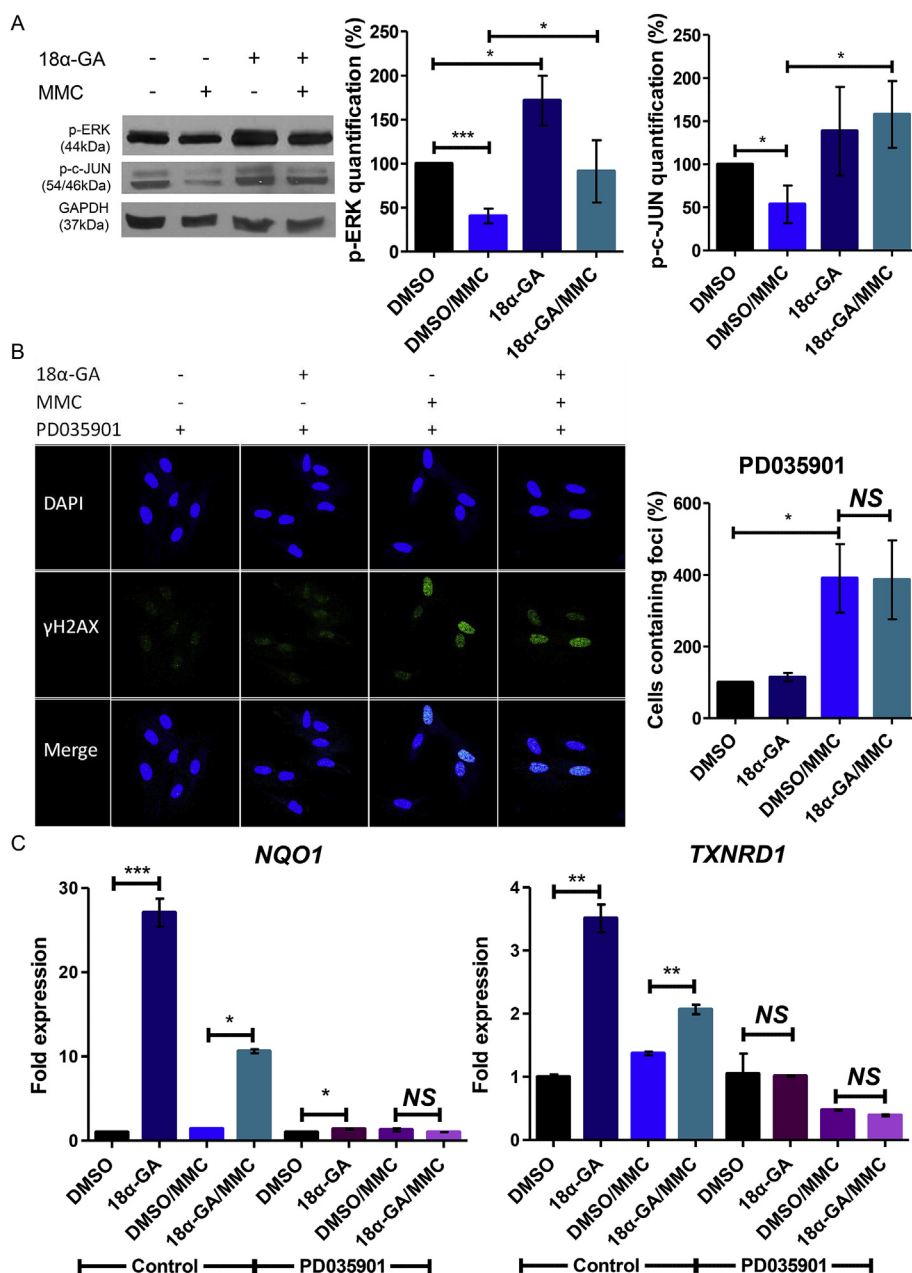 A
18α-GA - - + +
MMC - + - +
p-ERK
(44kDa)
p-c-JUN
(54/46kDa)
GAPDH
(37kDa)
p-ERK quantification (%)
250
200
150
100
50
0
***
*
*
DMSO
DMSO/MMC
18α-GA
18α-GA/MMC
p-c-JUN quantification (%)
250
200
150
100
50
0
*
*
DMSO
DMSO/MMC
18α-GA
18α-GA/MMC
B
18α-GA - + - +
MMC - - + +
PD035901 + + + +
DAPI
γH2AX
Merge
PD035901
Cells containing foci (%)
600
400
200
100
0
*
NS
DMSO
18α-GA
DMSO/MMC
18α-GA/MMC
C
NQO1
Fold expression
30
20
10
0
***
*
*
NS
DMSO
18α-GA
DMSO/MMC
18α-GA/MMC
DMSO
18α-GA
DMSO/MMC
18α-GA/MMC
Control
PD035901
TXNRD1
Fold expression
4
3
2
1
0
**
**
NS
NS
DMSO
18α-GA
DMSO/MMC
18α-GA/MMC
DMSO
18α-GA
DMSO/MMC
18α-GA/MMC
Control
PD035901